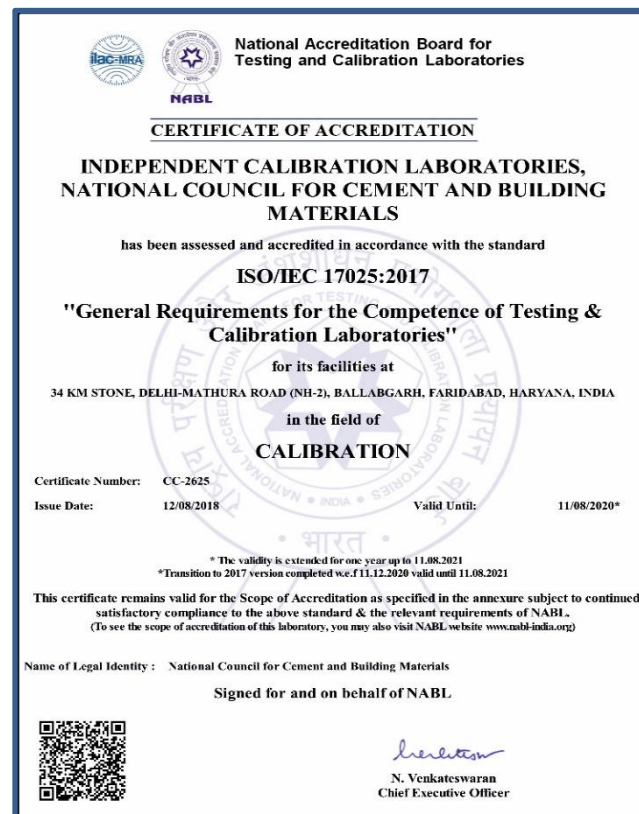 ilac-MRA
NABL
National Accreditation Board for
Testing and Calibration Laboratories
CERTIFICATE OF ACCREDITATION
INDEPENDENT CALIBRATION LABORATORIES,
NATIONAL COUNCIL FOR CEMENT AND BUILDING
MATERIALS
has been assessed and accredited in accordance with the standard
ISO/IEC 17025:2017
"General Requirements for the Competence of Testing &
Calibration Laboratories"
for its facilities at
34 KM STONE, DELHI-MATHURA ROAD (NH-2), BALLABGARH, FARIDABAD, HARYANA, INDIA
in the field of
CALIBRATION
Certificate Number: CC-2625
Issue Date: 12/08/2018 Valid Until: 11/08/2020*
भारत
* The validity is extended for one year up to 11.08.2021
*Transition to 2017 version completed w.e.f 11.12.2020 valid until 11.08.2021
This certificate remains valid for the Scope of Accreditation as specified in the annexure subject to continued
satisfactory compliance to the above standard & the relevant requirements of NABL.
(To see the scope of accreditation of this laboratory, you may also visit NABL website www.nabl-india.org)
Name of Legal Identity : National Council for Cement and Building Materials
Signed for and on behalf of NABL
N. Venkateswaran
Chief Executive Officer